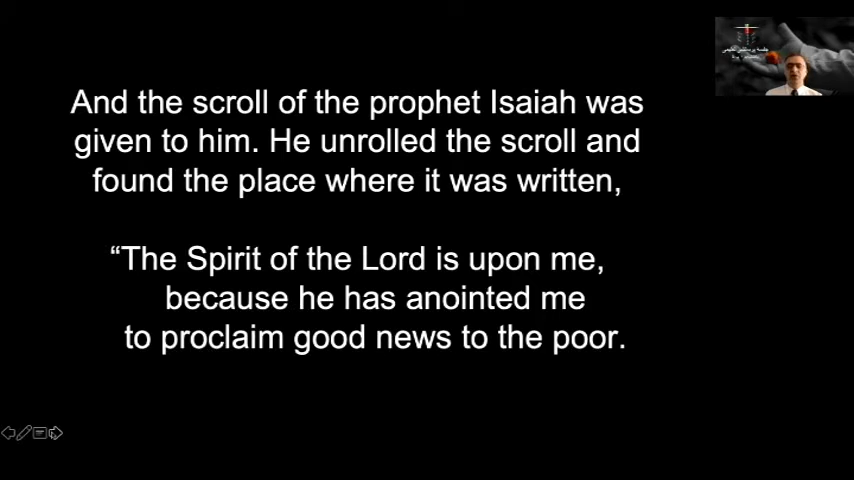 And the scroll of the prophet Isaiah was
given to him. He unrolled the scroll and
found the place where it was written,
“The Spirit of the Lord is upon me,
because he has anointed me
to proclaim good news to the poor.